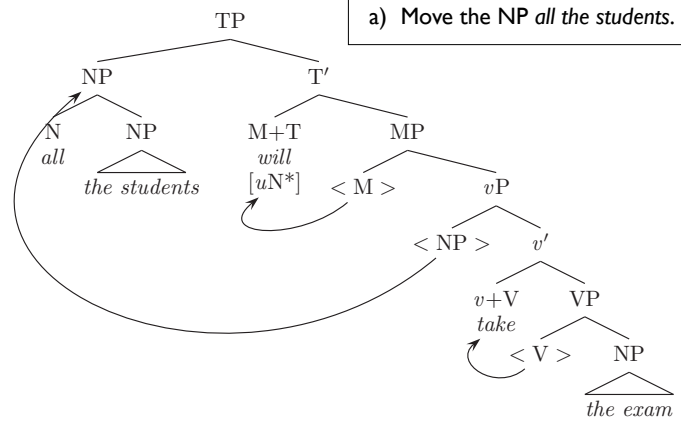 a) Move the NP all the students.
TP
NP T′
N NP M+T MP
all will
the students [uN*] < M > vP
< NP > v′
v+V VP
take
< V > NP
the exam